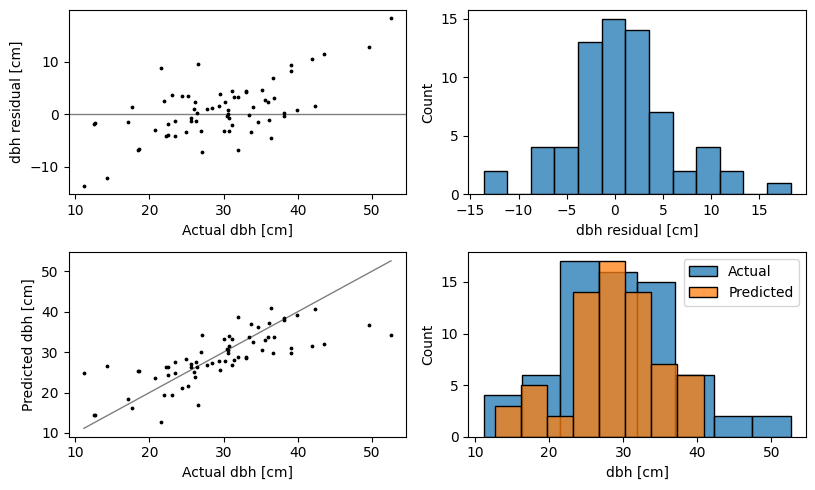 dbh residual [cm]
10
0
−10
10 20 30 40 50
Actual dbh [cm]
Count
15
10
5
0
−15 −10 −5 0 5 10 15
dbh residual [cm]
Predicted dbh [cm]
50
40
30
20
10
10 20 30 40 50
Actual dbh [cm]
Count
15
10
5
0
Actual
Predicted
10 20 30 40 50
dbh [cm]